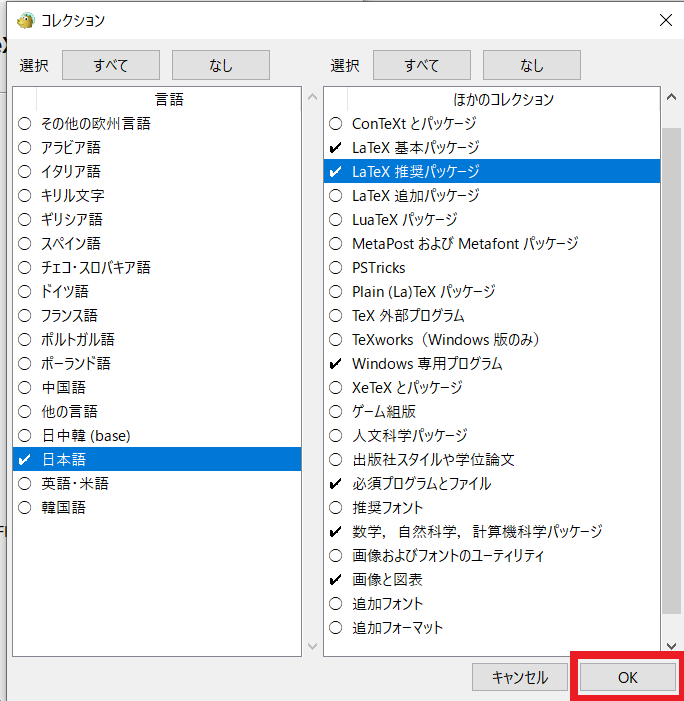 コレクション
選択 すべて なし
選択 すべて なし
言語
その他の欧州言語
アラビア語
イタリア語
キリル文字
ギリシア語
スペイン語
チェコ・スロバキア語
ドイツ語
フランス語
ポルトガル語
ポーランド語
中国語
他の言語
日中韓 (base)
日本語
英語・米語
韓国語
ほかのコレクション
ConTeXt とパッケージ
LaTeX 基本パッケージ
LaTeX 推奨パッケージ
LaTeX 追加パッケージ
LuaTeX パッケージ
MetaPost および Metafont パッケージ
PSTricks
Plain (La)TeX パッケージ
TeX 外部プログラム
TeXworks（Windows 版のみ）
Windows 専用プログラム
XeTeX とパッケージ
ゲーム組版
人文科学パッケージ
出版社スタイルや学位論文
必須プログラムとファイル
推奨フォント
数学，自然科学，計算機科学パッケージ
画像およびフォントのユーティリティ
画像と図表
追加フォント
追加フォーマット
キャンセル OK